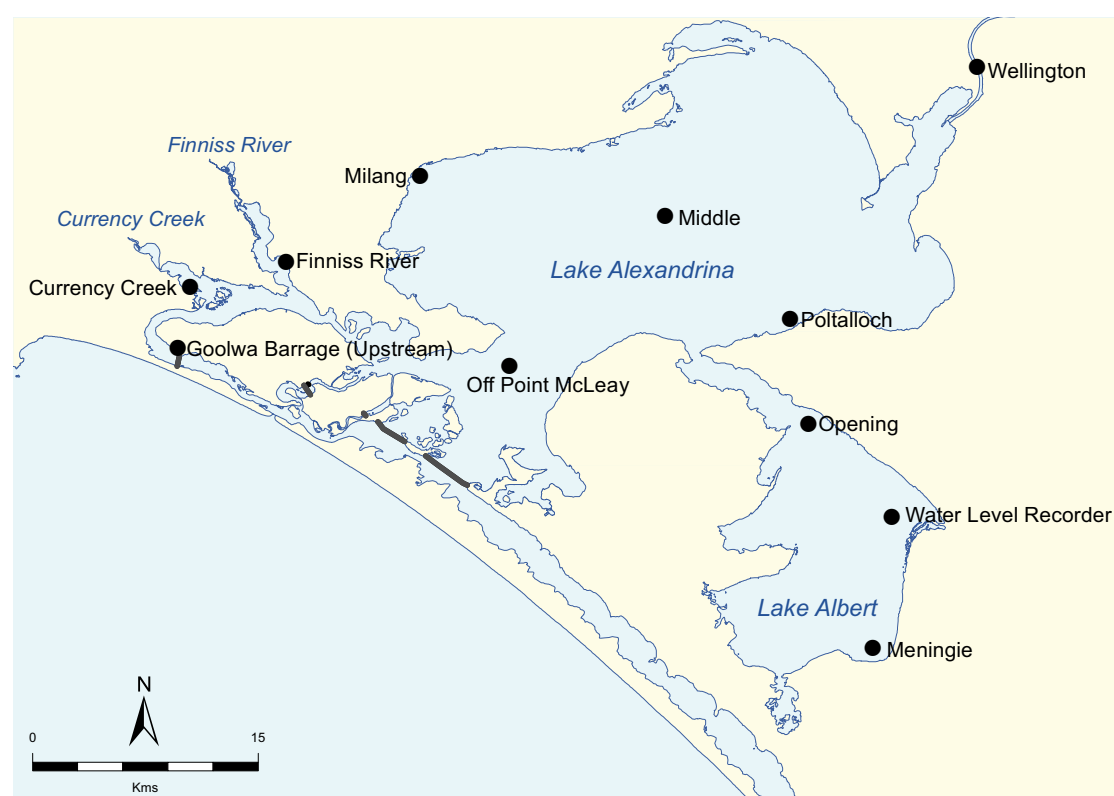 Wellington
Finniss River
Milang
Middle
Currency Creek
Finniss River
Lake Alexandrina
Currency Creek
Poltalloch
Goolwa Barrage (Upstream)
Off Point McLeay
Opening
Water Level Recorder
Lake Albert
Meningie
N
0 15
Kms